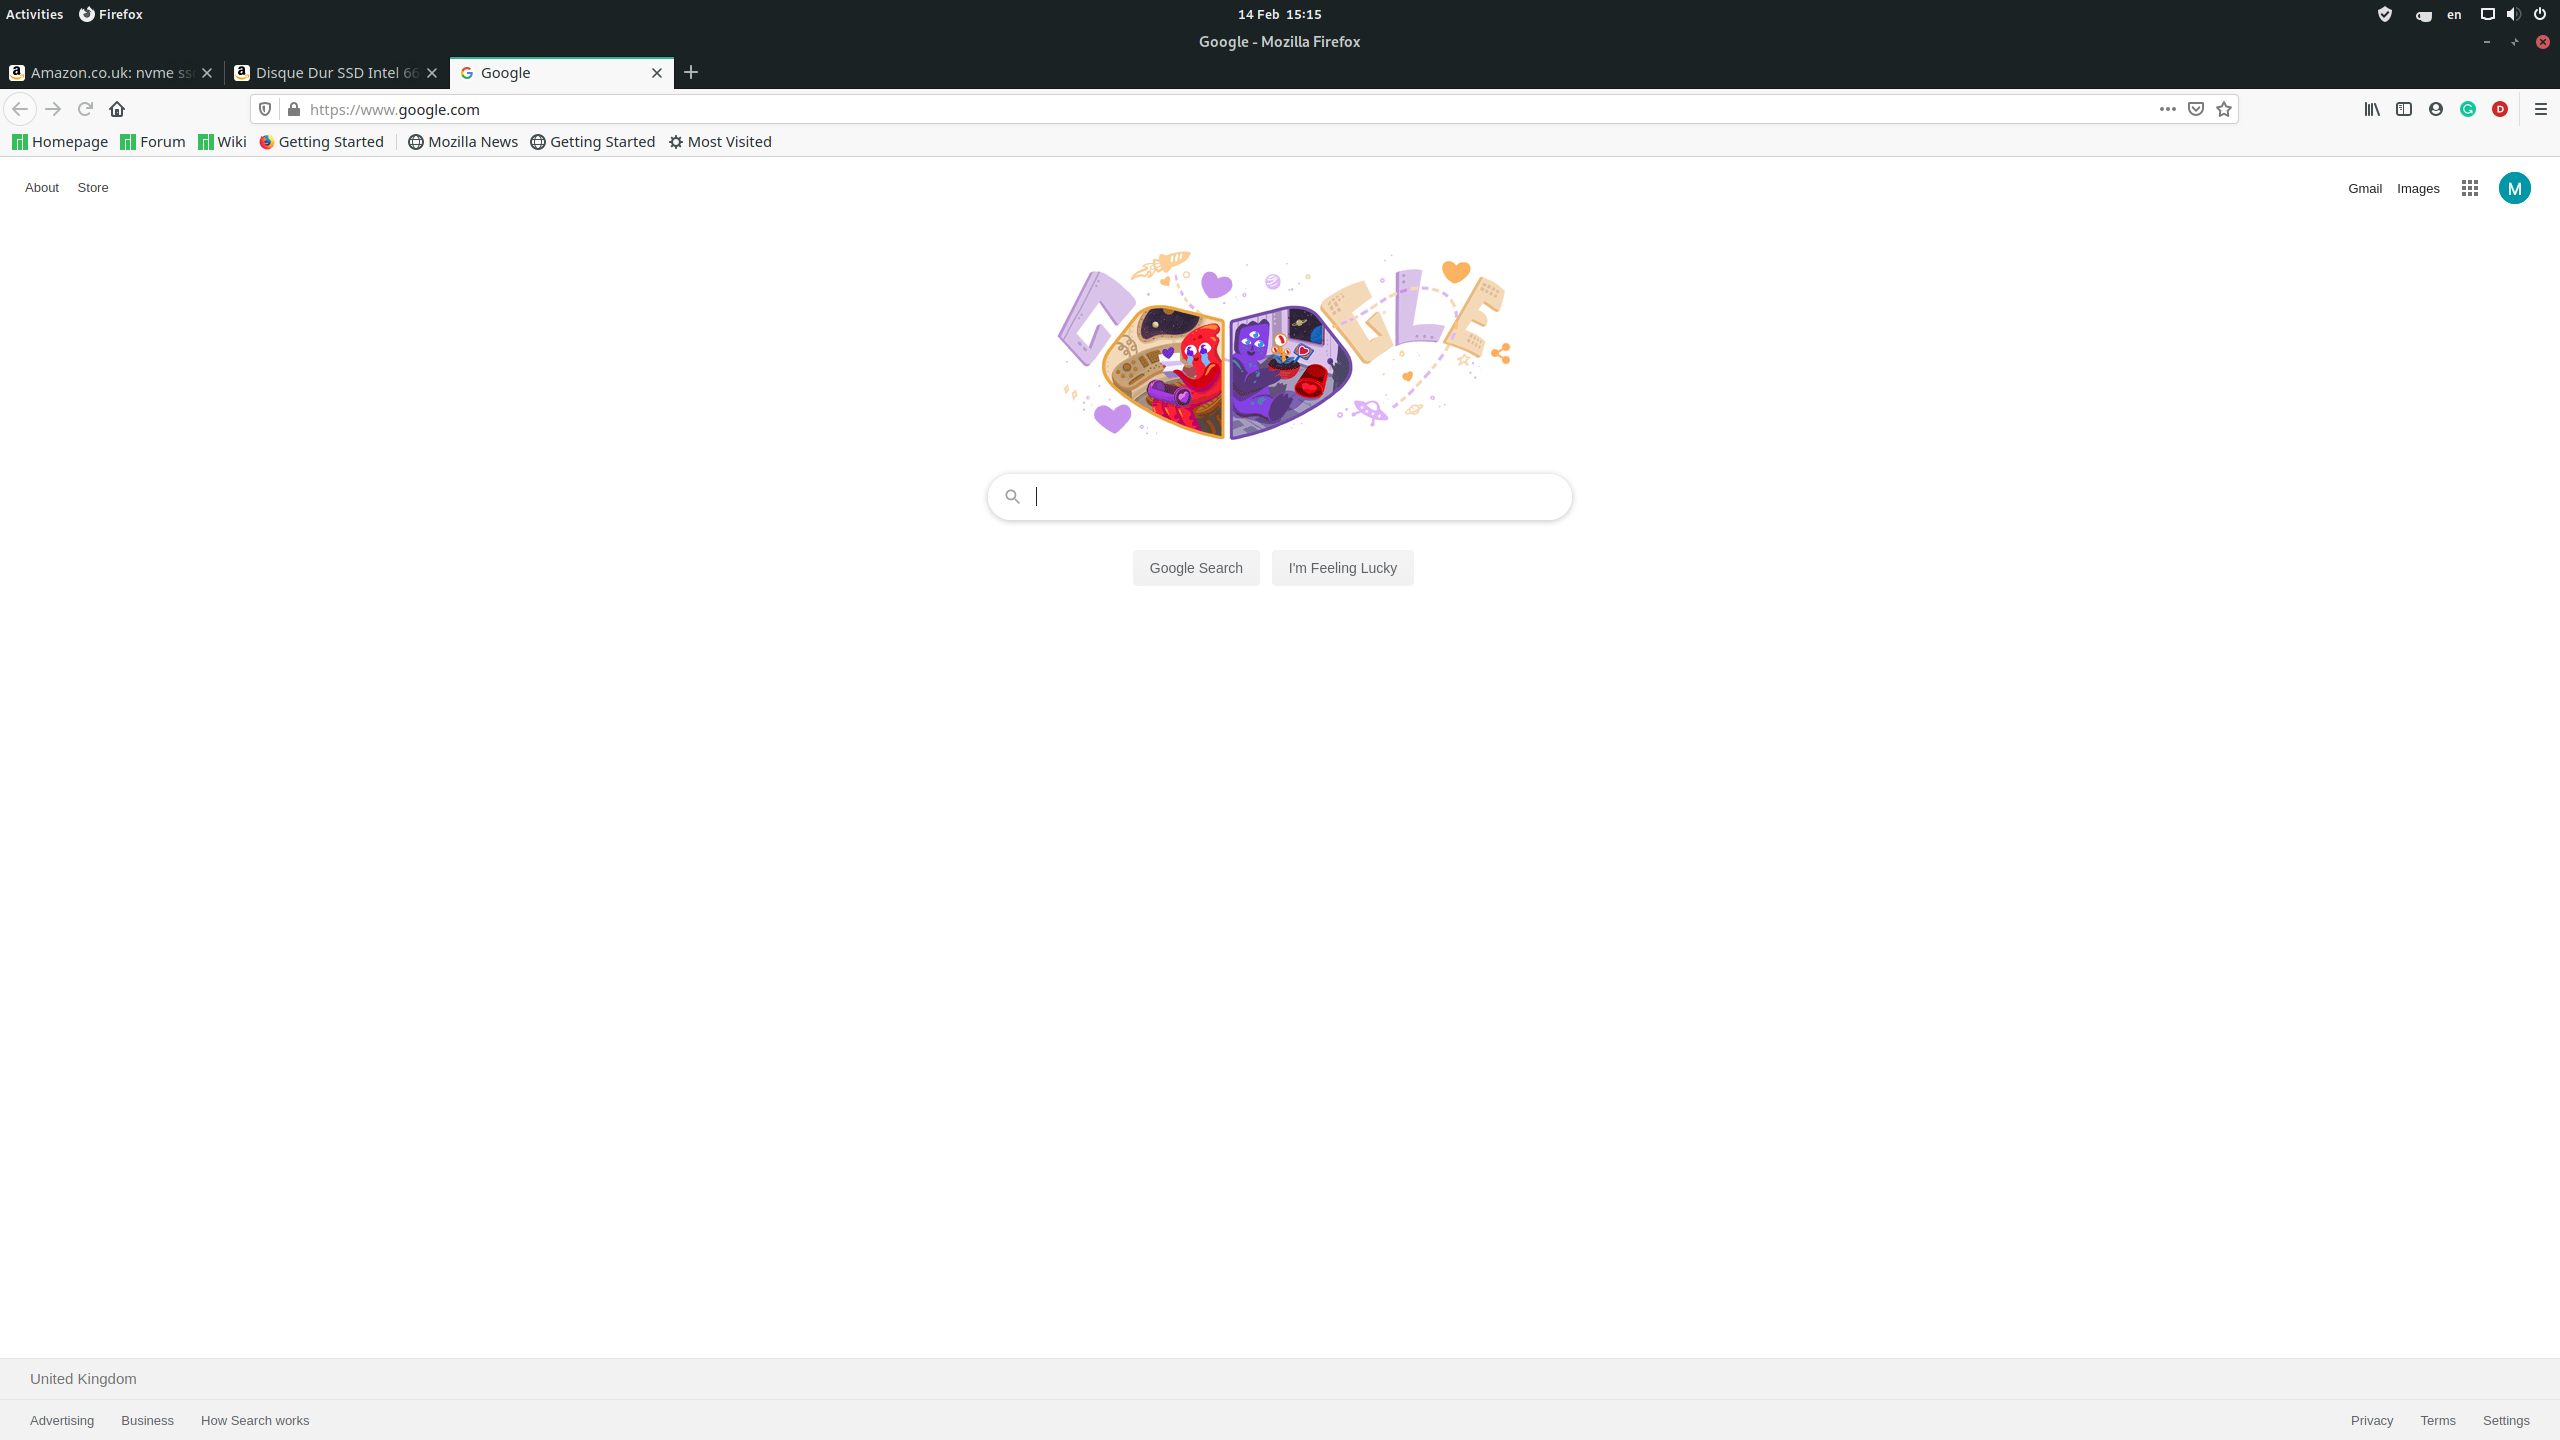 Activities Firefox 14 Feb 15:15 en
Google - Mozilla Firefox
Amazon.co.uk: nvme ss Disque Dur SSD Intel 66 Google
https://www.google.com
Homepage Forum Wiki Getting Started Mozilla News Getting Started Most Visited
About Store Gmail Images M
G GLE
Google Search I'm Feeling Lucky
United Kingdom
Advertising Business How Search works Privacy Terms Settings